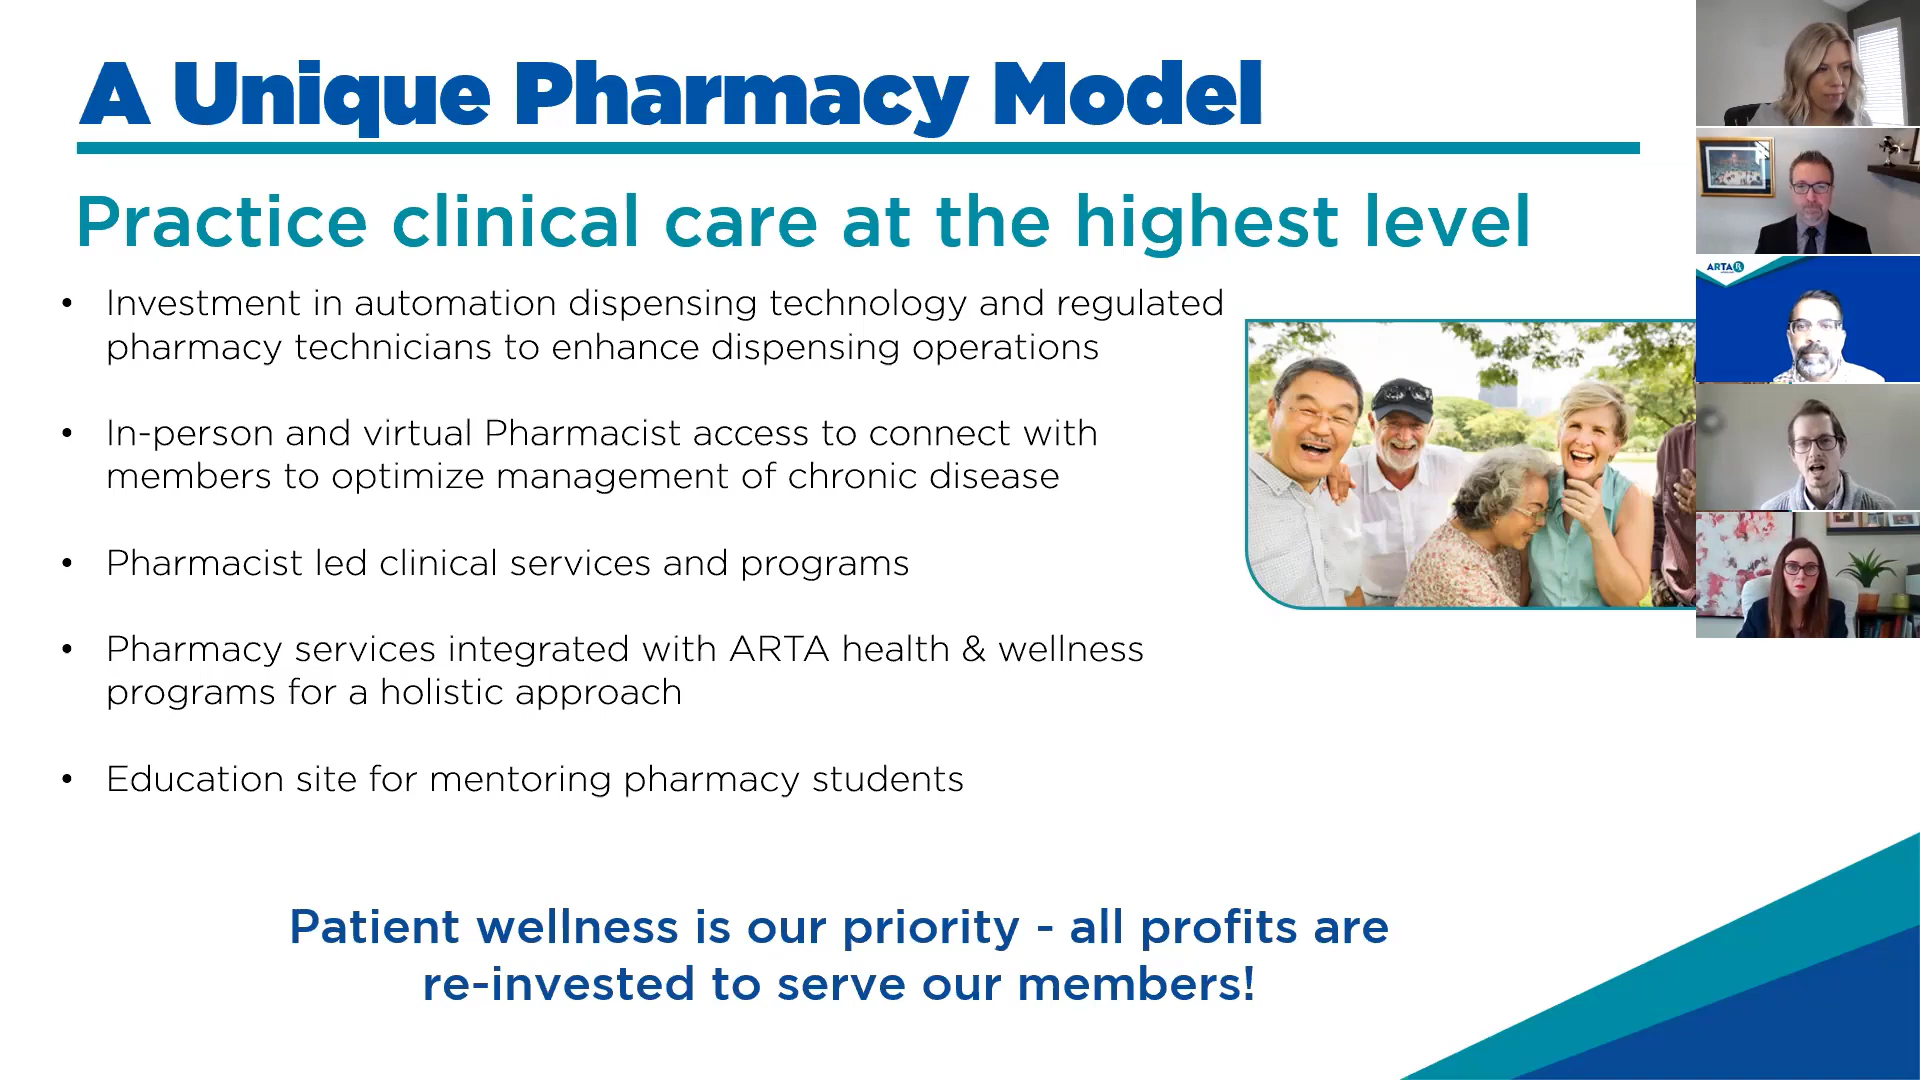 A Unique Pharmacy Model
Practice clinical care at the highest level
• Investment in automation dispensing technology and regulated
pharmacy technicians to enhance dispensing operations
• In-person and virtual Pharmacist access to connect with
members to optimize management of chronic disease
• Pharmacist led clinical services and programs
• Pharmacy services integrated with ARTA health & wellness
programs for a holistic approach
• Education site for mentoring pharmacy students
Patient wellness is our priority - all profits are
re-invested to serve our members!
ARTA